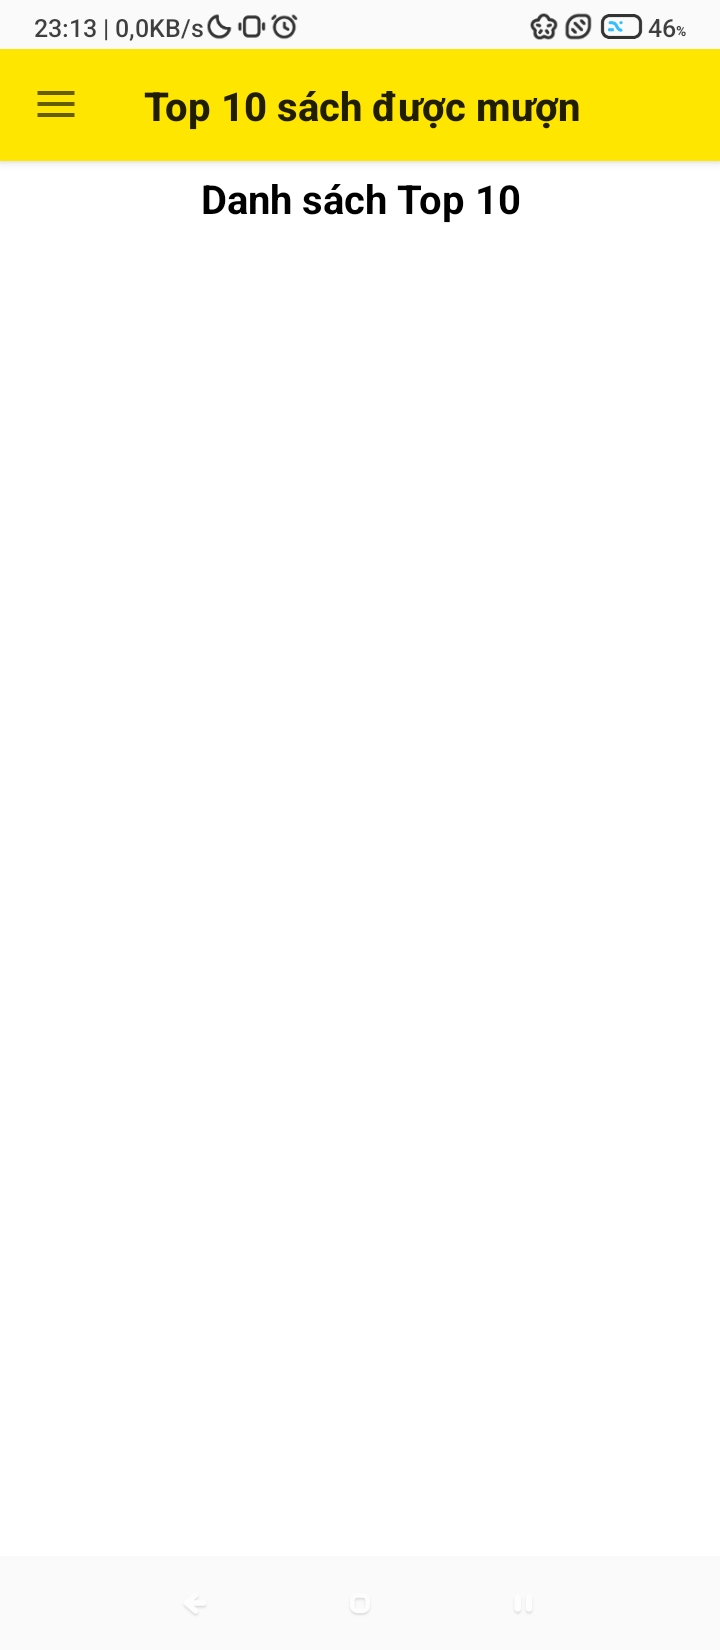 23:13 | 0,0KB/s 46%
Top 10 sách được mượn
Danh sách Top 10